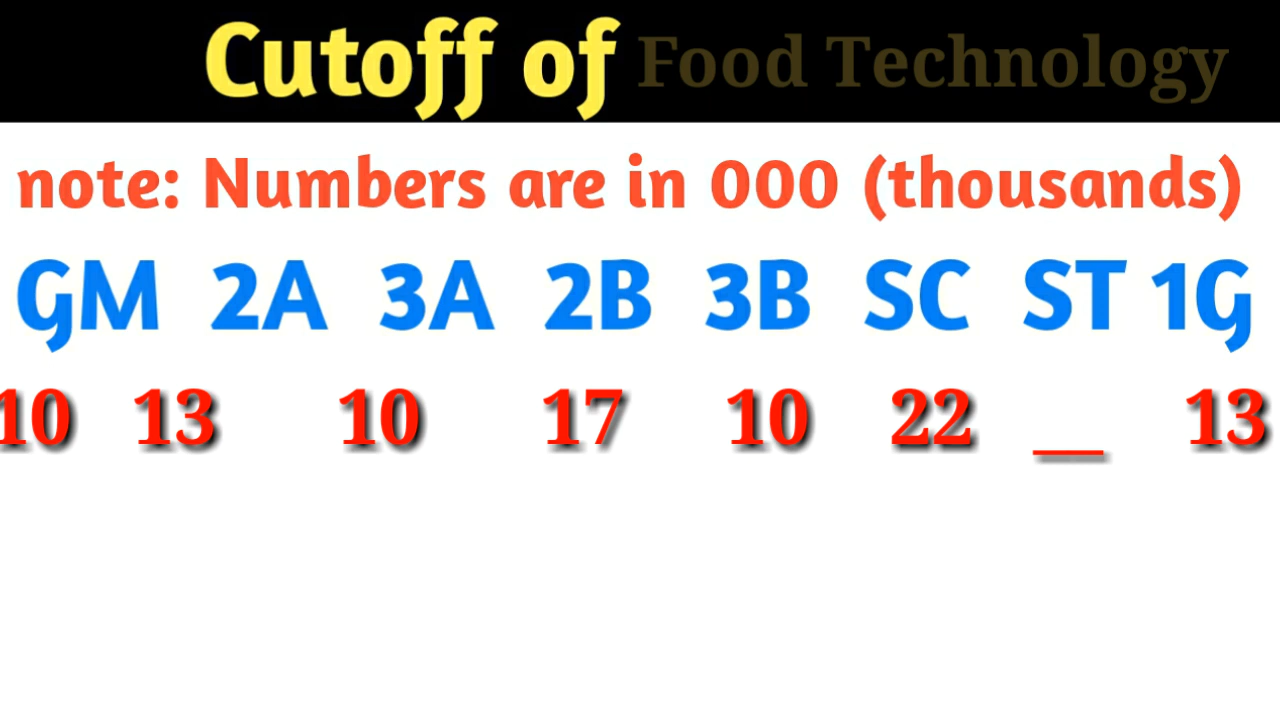 Cutoff of Food Technology
note: Numbers are in 000 (thousands)
GM 2A 3A 2B 3B SC ST 1G
10 13 10 17 10 22 __ 13